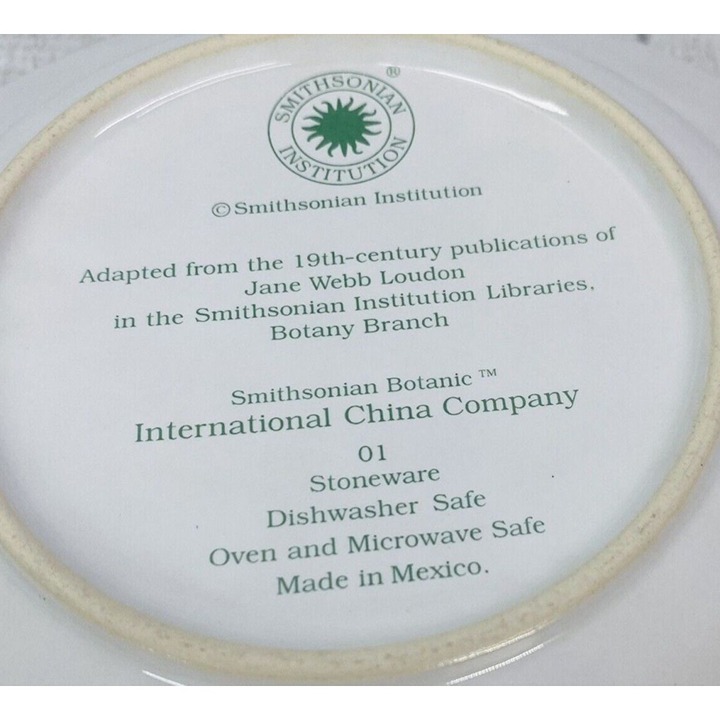 SMITHSONIAN ®
INSTITUTION
© Smithsonian Institution
Adapted from the 19th-century publications of
Jane Webb Loudon
in the Smithsonian Institution Libraries,
Botany Branch
Smithsonian Botanic ™
International China Company
01
Stoneware
Dishwasher Safe
Oven and Microwave Safe
Made in Mexico.